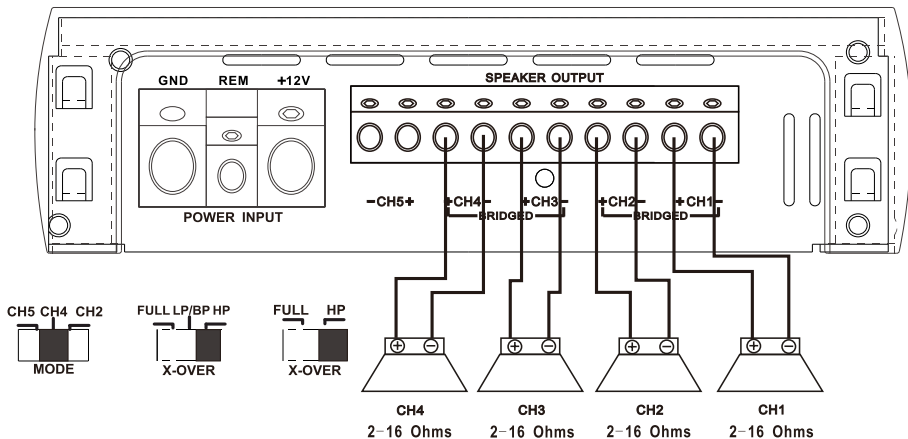 SPEAKER OUTPUT
GND REM +12V
POWER INPUT
-CH5+ +CH4- +CH3- +CH2- +CH1-
BRIDGED BRIDGED
CH5 CH4 CH2
MODE
FULL LP/BP HP
X-OVER
FULL HP
X-OVER
+ - + - + - + -
CH4 CH3 CH2 CH1
2-16 Ohms 2-16 Ohms 2-16 Ohms 2-16 Ohms